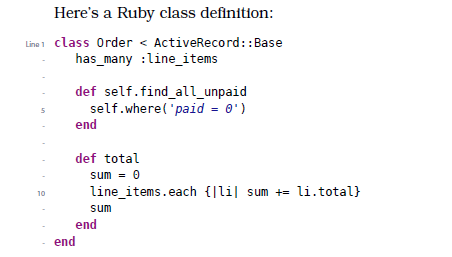 Here's a Ruby class definition:
Line 1 class Order < ActiveRecord::Base
- has_many :line_items
-
- def self.find_all_unpaid
5 self.where('paid = 0')
- end
-
- def total
- sum = 0
10 line_items.each {|li| sum += li.total}
- sum
- end
- end